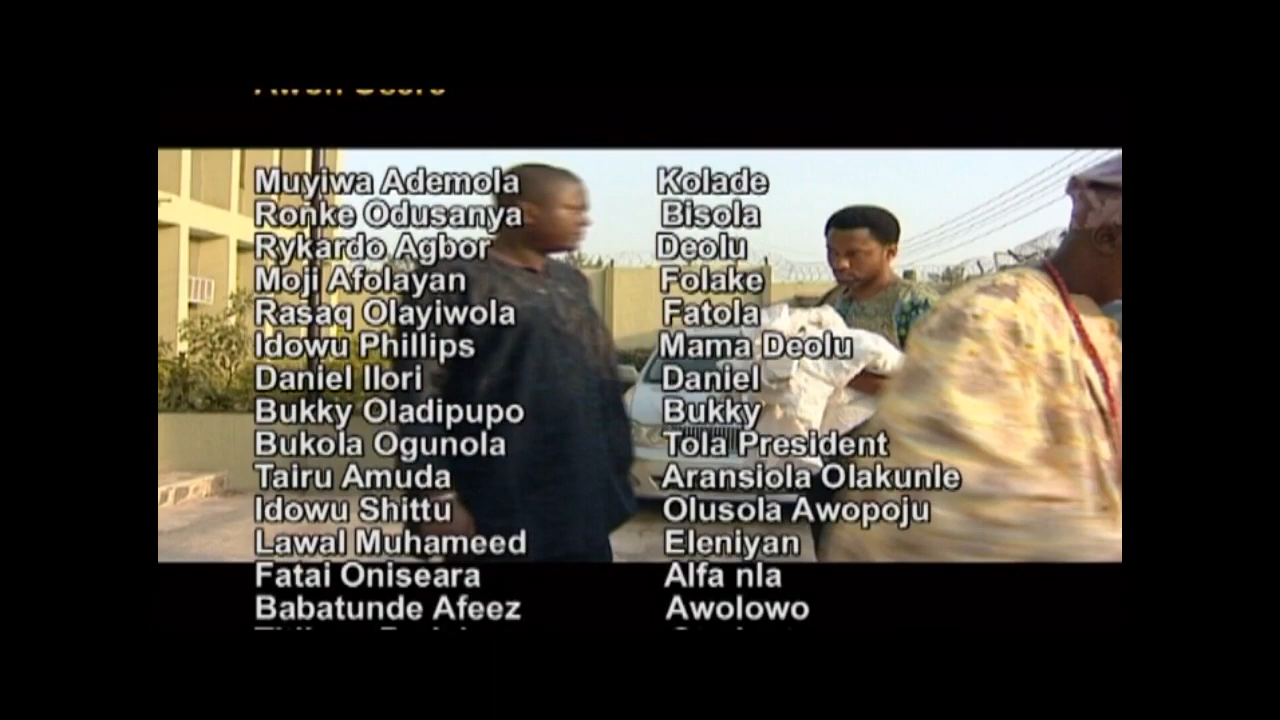 Muyiwa Ademola Kolade
Ronke Odusanya Bisola
Rykardo Agbor Deolu
Moji Afolayan Folake
Rasaq Olayiwola Fatola
Idowu Phillips Mama Deolu
Daniel Ilori Daniel
Bukky Oladipupo Bukky
Bukola Ogunola Tola President
Tairu Amuda Aransiola Olakunle
Idowu Shittu Olusola Awopoju
Lawal Muhameed Eleniyan
Fatai Oniseara Alfa nla
Babatunde Afeez Awolowo